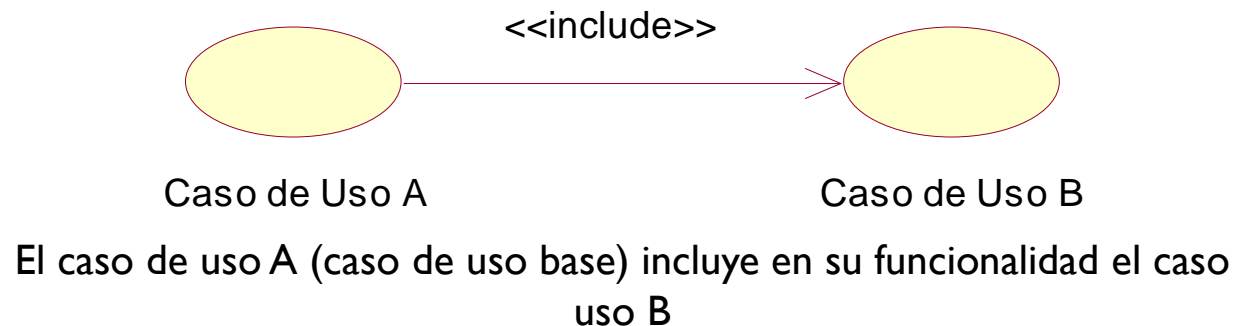 <<include>>
Caso de Uso A
Caso de Uso B
El caso de uso A (caso de uso base) incluye en su funcionalidad el caso
uso B